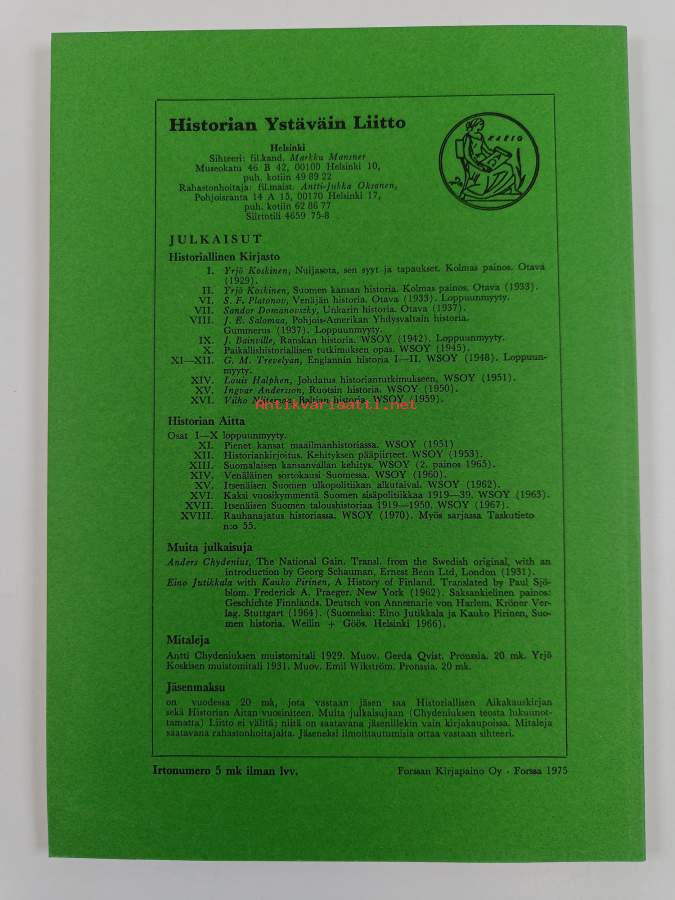 Historian Ystäväin Liitto
KLEIO
Helsinki
Sihteeri: fil.kand. Markku Mansner
Museokatu 46 B 42, 00100 Helsinki 10,
puh. kotiin 49 89 22
Rahastonhoitaja: fil.maist. Antti-Jukka Oksanen,
Pohjoisranta 14 A 15, 00170 Helsinki 17,
puh. kotiin 62 86 77
Siirtotili 4659 75-8
JULKAISUT
Historiallinen Kirjasto
I. Yrjö Koskinen, Nuijasota, sen syyt ja tapaukset. Kolmas painos. Otava
(1929).
II. Yrjö Koskinen, Suomen kansan historia. Kolmas painos. Otava (1933).
VI. S. F. Platonov, Venäjän historia. Otava (1933). Loppuunmyyty.
VII. Sandor Domanovszky, Unkarin historia. Otava (1937).
VIII. J. E. Salomaa, Pohjois-Amerikan Yhdysvaltain historia.
Gummerus (1937). Loppuunmyyty.
IX. J. Bainville, Ranskan historia. WSOY (1942). Loppuunmyyty.
X. Paikallishistoriallisen tutkimuksen opas. WSOY (1945).
XI—XII. G. M. Trevelyan, Englannin historia I—II. WSOY (1948). Loppuun-
myyty.
XIV. Louis Halphen, Johdatus historiantutkimukseen, WSOY (1951).
XV. Ingvar Andersson, Ruotsin historia. WSOY (1950).
XVI. Vilho Niitemaa, Baltian historia. WSOY (1959).
Antikvarisatti.net
Historian Aitta
Osat I—X loppuunmyyty.
XI. Pienet kansat maailmanhistoriassa. WSOY (1951)
XII. Historiankirjoitus. Kehityksen pääpiirteet. WSOY (1953).
XIII. Suomalaisen kansanvallan kehitys. WSOY (2. painos 1965).
XIV. Venäläinen sortokausi Suomessa. WSOY (1960).
XV. Itsenäisen Suomen ulkopolitiikan alkutaival. WSOY (1962).
XVI. Kaksi vuosikymmentä Suomen sisäpolitiikkaa 1919—39. WSOY (1963).
XVII. Itsenäisen Suomen taloushistoriaa 1919—1950. WSOY (1967).
XVIII. Rauhanajatus historiassa. WSOY (1970). Myös sarjassa Taskutieto
n:o 55.
Muita julkaisuja
Anders Chydenius, The National Gain. Transl. from the Swedish original, with an
introduction by Georg Schauman, Ernest Benn Ltd, London (1931).
Eino Jutikkala with Kauko Pirinen, A History of Finland. Translated by Paul Sjö-
blom. Frederick A. Praeger. New York (1962). Saksankielinen painos:
Geschichte Finnlands. Deutsch von Annemarie von Harlem. Kröner Ver-
lag. Stuttgart (1964). (Suomeksi: Eino Jutikkala ja Kauko Pirinen, Suo-
men historia. Weilin + Göös. Helsinki 1966).
Mitaleja
Antti Chydeniuksen muistomitali 1929. Muov. Gerda Qvist. Pronssia. 20 mk. Yrjö
Koskisen muistomitali 1931. Muov. Emil Wikström. Pronssia. 20 mk.
Jäsenmaksu
on vuodessa 20 mk, jota vastaan jäsen saa Historiallisen Aikakauskirjan
sekä Historian Aitan vuosiniteen. Muita julkaisujaan (Chydeniuksen teosta lukuunot-
tamatta) Liitto ei välitä; niitä on saatavana jäsenillekin vain kirjakaupoissa. Mitaleja
saatavana rahastonhoitajalta. Jäseneksi ilmoittautumisia ottaa vastaan sihteeri.
Irtonumero 5 mk ilman lvv.
Forssan Kirjapaino Oy - Forssa 1975